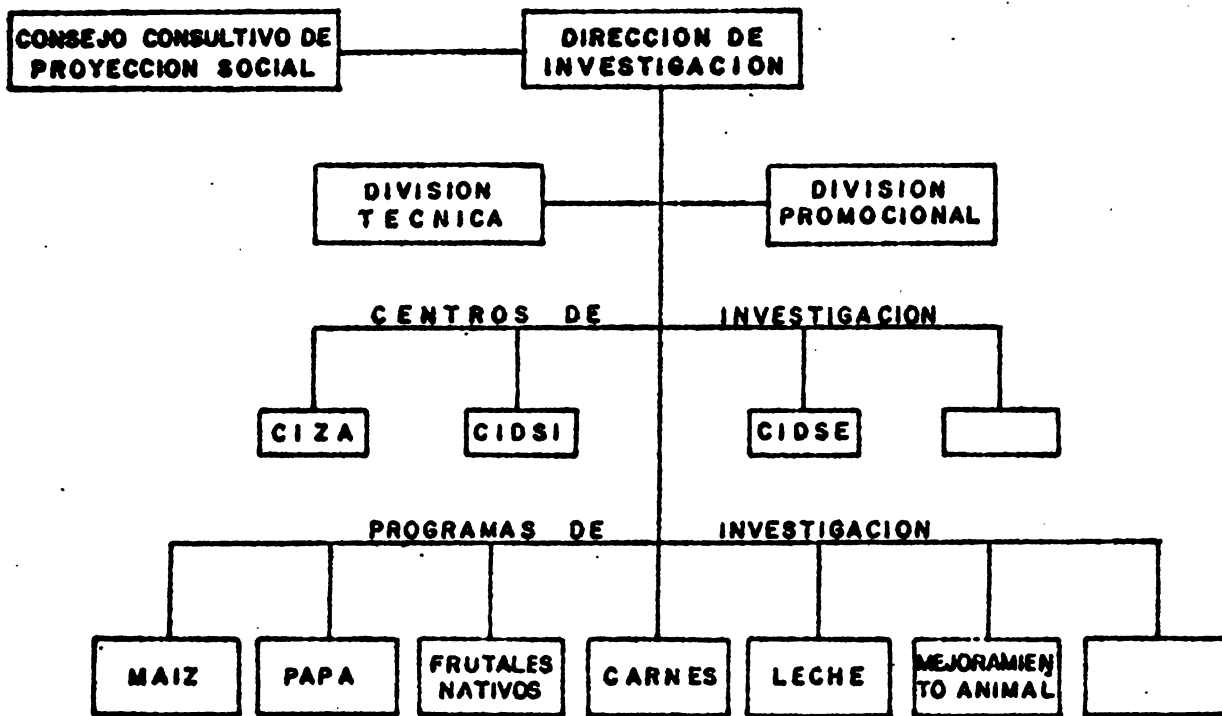 CONSEJO CONSULTIVO DE
PROYECCION SOCIAL
DIRECCION DE
INVESTIGACION
DIVISION
TECNICA
DIVISION
PROMOCIONAL
CENTROS DE INVESTIGACION
CIZA
CIDSI
CIDSE
PROGRAMAS DE INVESTIGACION
MAIZ
PAPA
FRUTALES
NATIVOS
CARNES
LECHE
MEJORAMIEN
TO ANIMAL